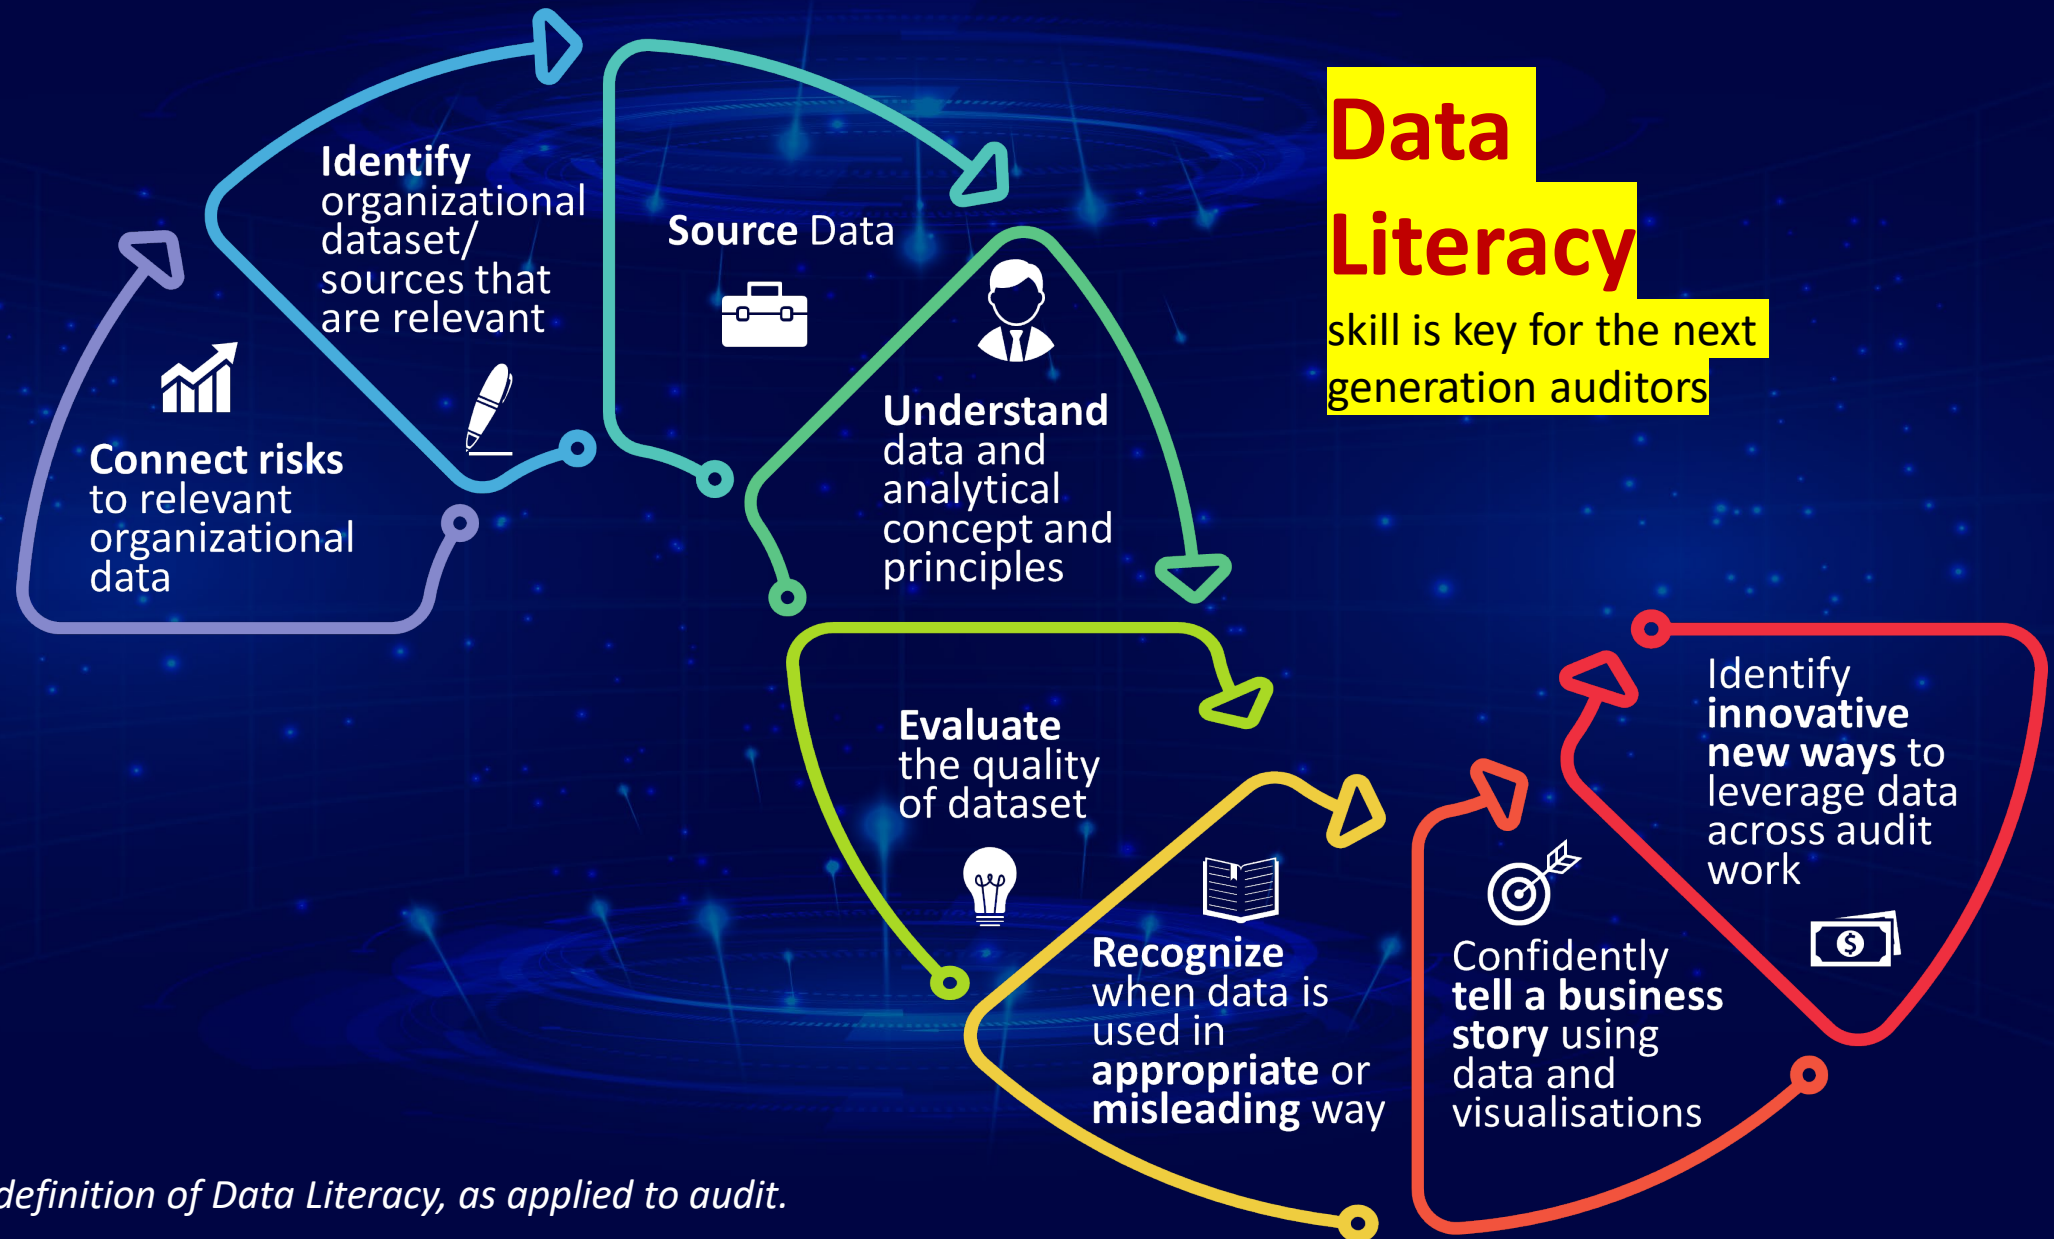 Data
Literacy
skill is key for the next
generation auditors
Connect risks
to relevant
organizational
data
Identify
organizational
dataset/
sources that
are relevant
Source Data
Understand
data and
analytical
concept and
principles
Evaluate
the quality
of dataset
Recognize
when data is
used in
appropriate or
misleading way
Confidently
tell a business
story using
data and
visualisations
Identify
innovative
new ways to
leverage data
across audit
work
$
definition of Data Literacy, as applied to audit.